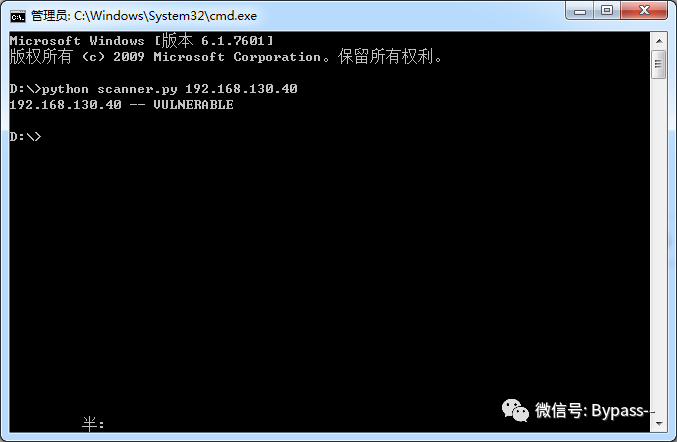 管理员: C:\Windows\System32\cmd.exe
Microsoft Windows [版本 6.1.7601]
版权所有 (c) 2009 Microsoft Corporation。保留所有权利。
D:\>python scanner.py 192.168.130.40
192.168.130.40 -- VULNERABLE
D:\>
微信号: Bypass--
半: